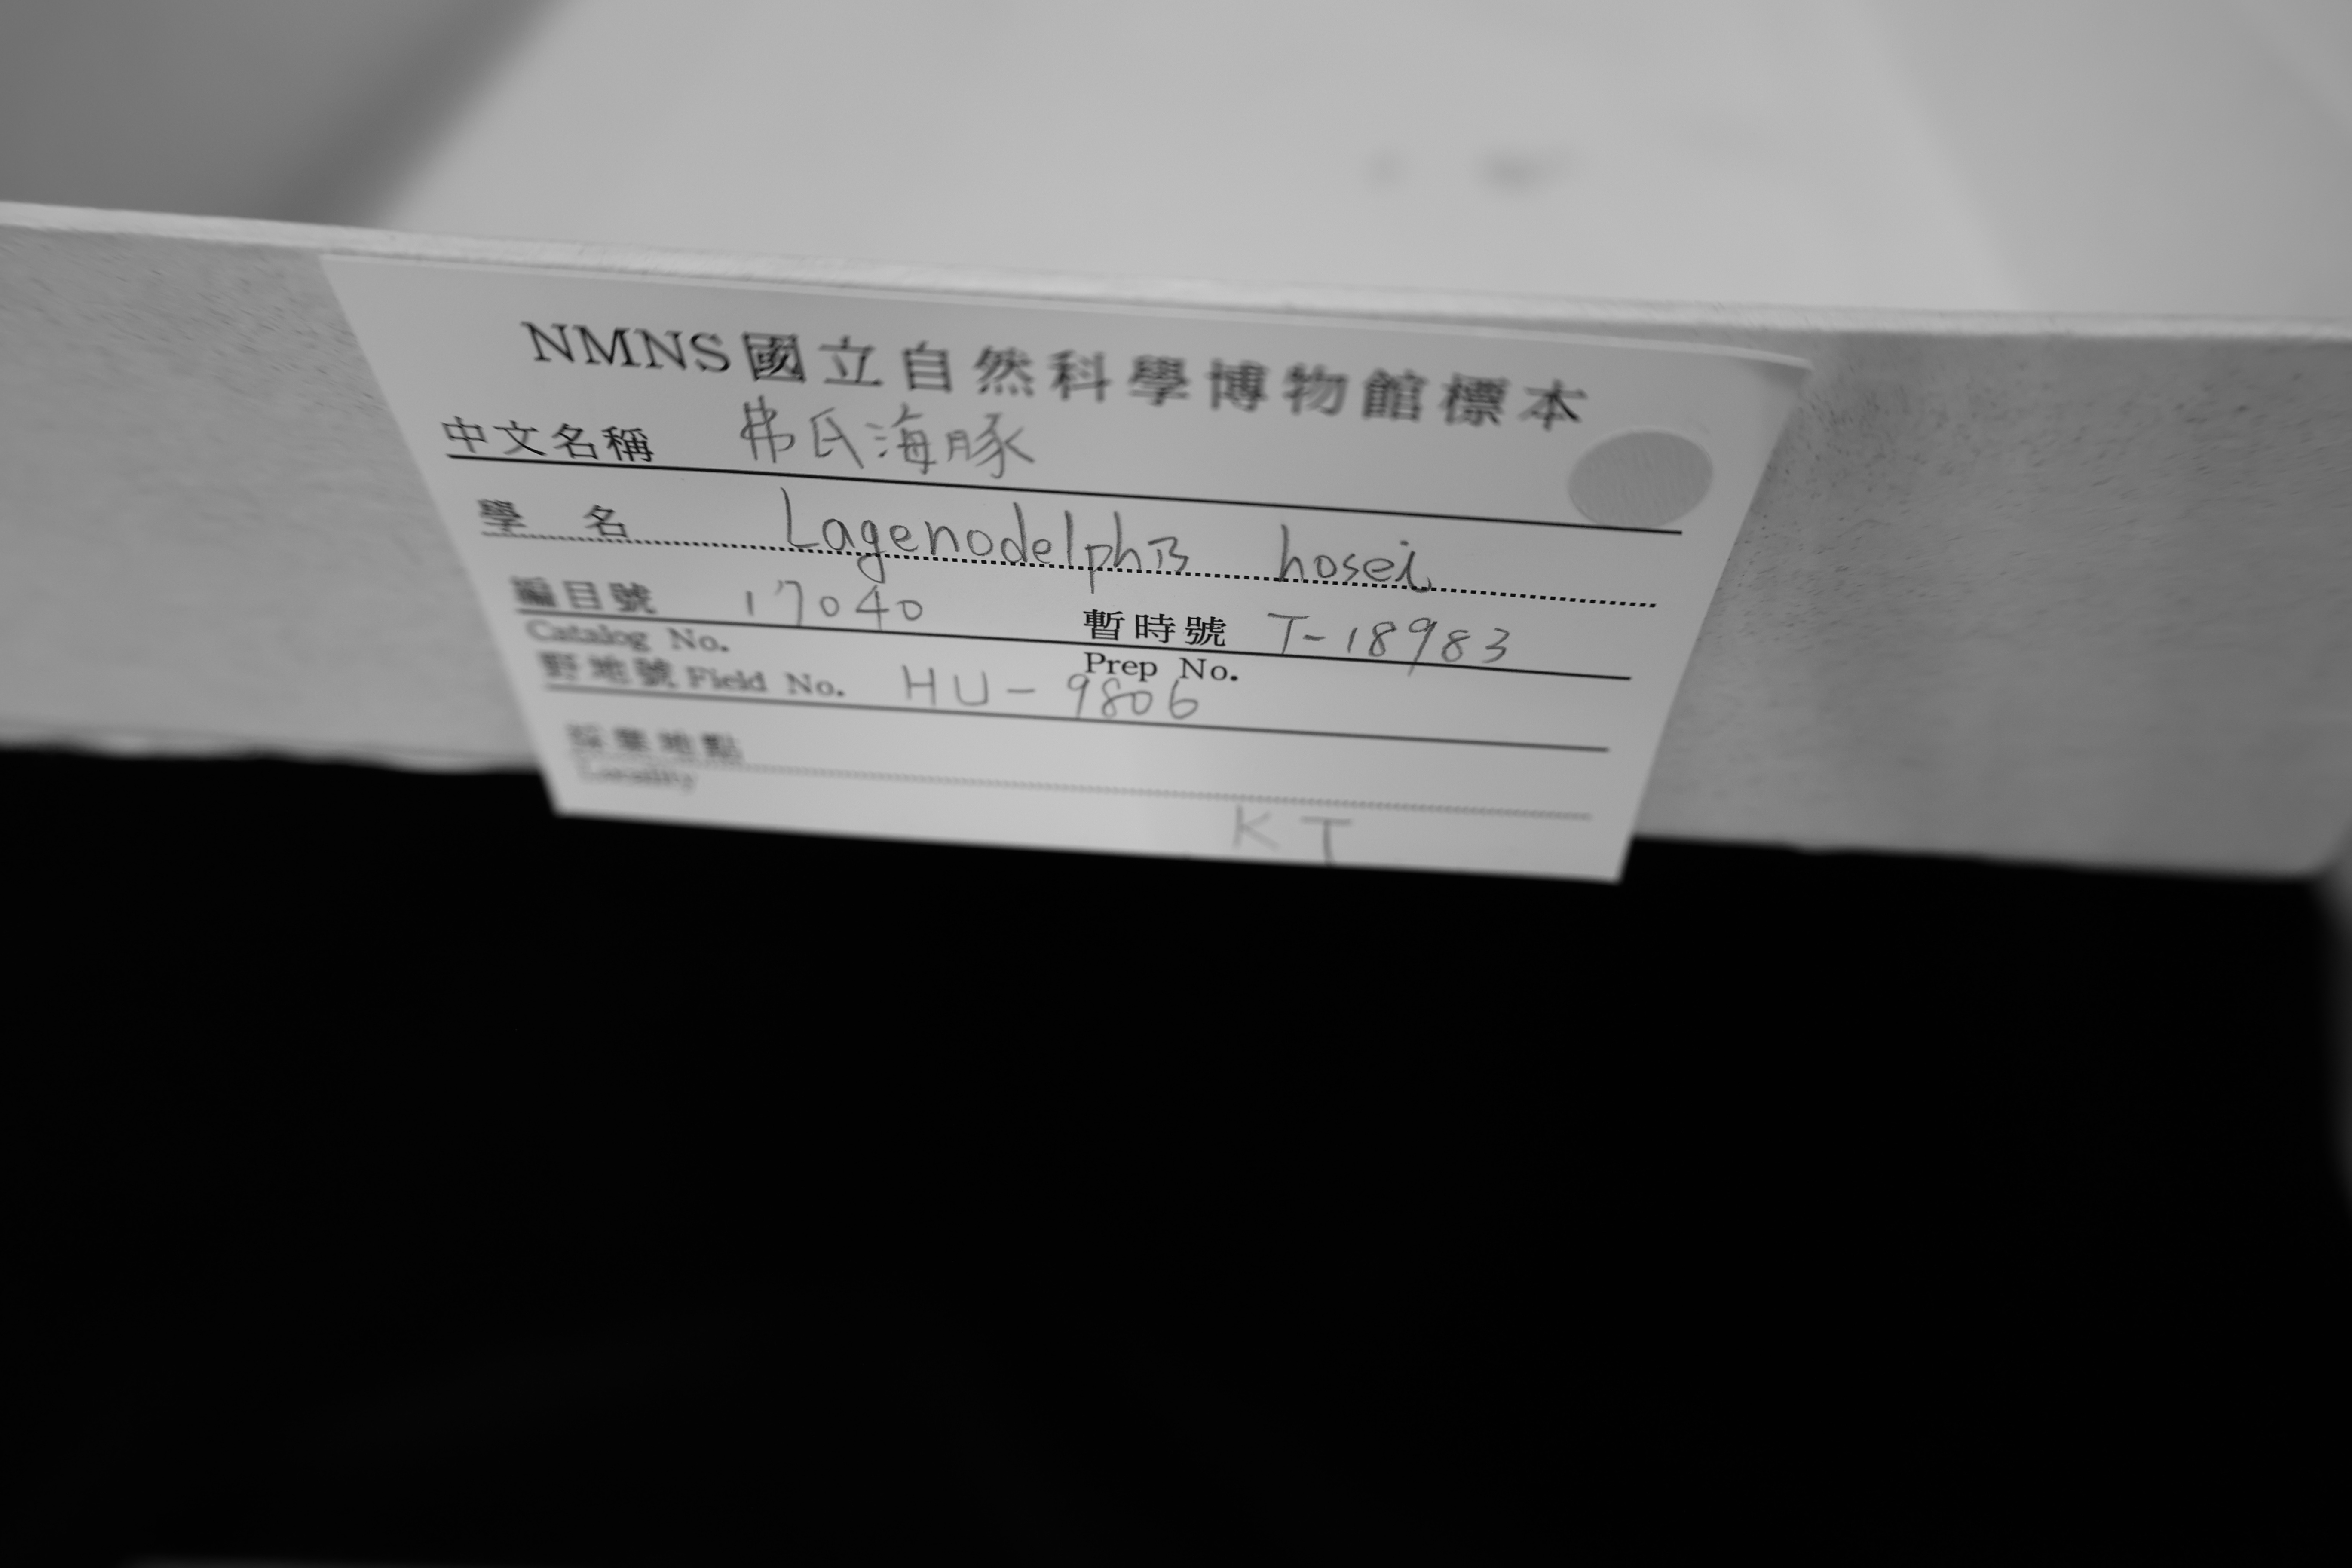 NMNS國立自然科學博物館標本
中文名稱 弗氏海豚
學名 Lagenodelphis hosei
編目號 17040 暫時號 T-18983
Catalog No. Prep No.
野地號 Field No. HU-9806
採集地點
Locality
KT